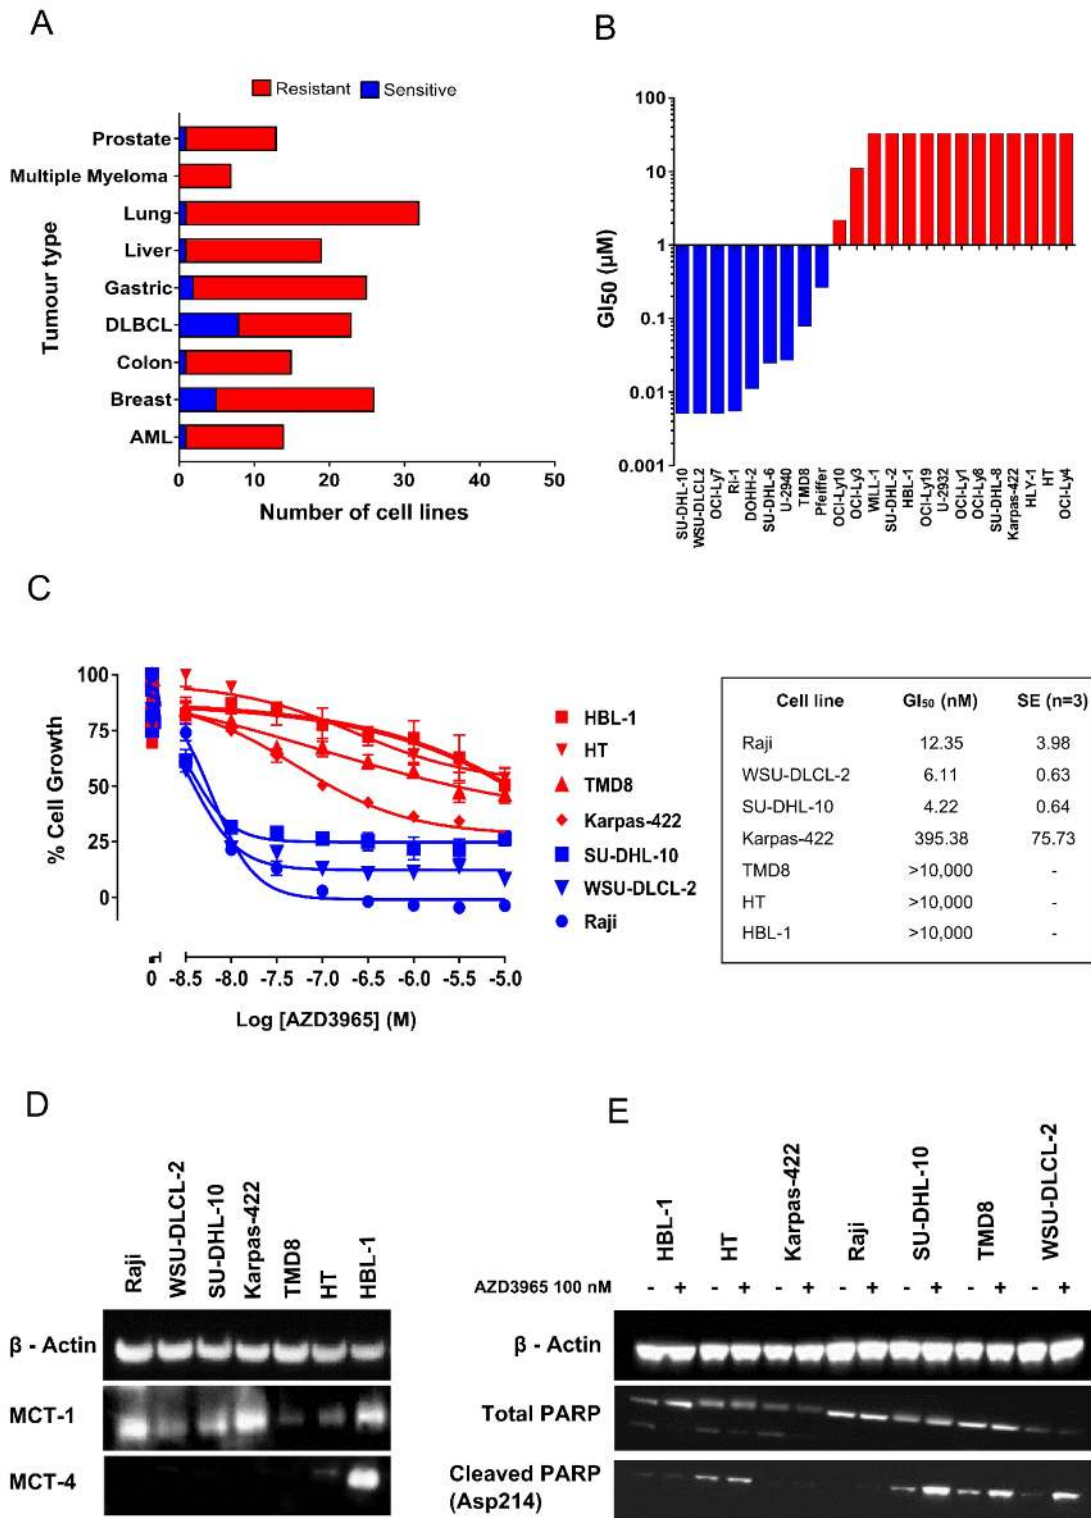 A
Resistant Sensitive
Tumour type
Prostate
Multiple Myeloma
Lung
Liver
Gastric
DLBCL
Colon
Breast
AML
0 10 20 30 40 50
Number of cell lines
B
GI50 (µM)
100
10
1
0.1
0.01
0.001
SU-DHL-10
WSU-DLCL2
OCI-Ly7
RI-1
DOHH-2
SU-DHL-6
U-2940
TMD8
Pfeiffer
OCI-Ly10
OCI-Ly3
WILL-1
SU-DHL-2
HBL-1
OCI-Ly19
U-2932
OCI-Ly1
SU-DHL-8
Karpas-422
HLY-1
HT
OCI-Ly4
C
% Cell Growth
100
75
50
25
0
0 -8.5 -8.0 -7.5 -7.0 -6.5 -6.0 -5.5 -5.0
Log [AZD3965] (M)
HBL-1
HT
TMD8
Karpas-422
SU-DHL-10
WSU-DLCL-2
Raji
Cell line GI50 (nM) SE (n=3)
Raji 12.35 3.98
WSU-DLCL-2 6.11 0.63
SU-DHL-10 4.22 0.64
Karpas-422 395.38 75.73
TMD8 >10,000 -
HT >10,000 -
HBL-1 >10,000 -
D
Raji
WSU-DLCL-2
SU-DHL-10
Karpas-422
TMD8
HT
HBL-1
β - Actin
MCT-1
MCT-4
E
HBL-1
HT
Karpas-422
Raji
SU-DHL-10
TMD8
WSU-DLCL-2
AZD3965 100 nM - + - + - + - + - + - + - +
β - Actin
Total PARP
Cleaved PARP
(Asp214)